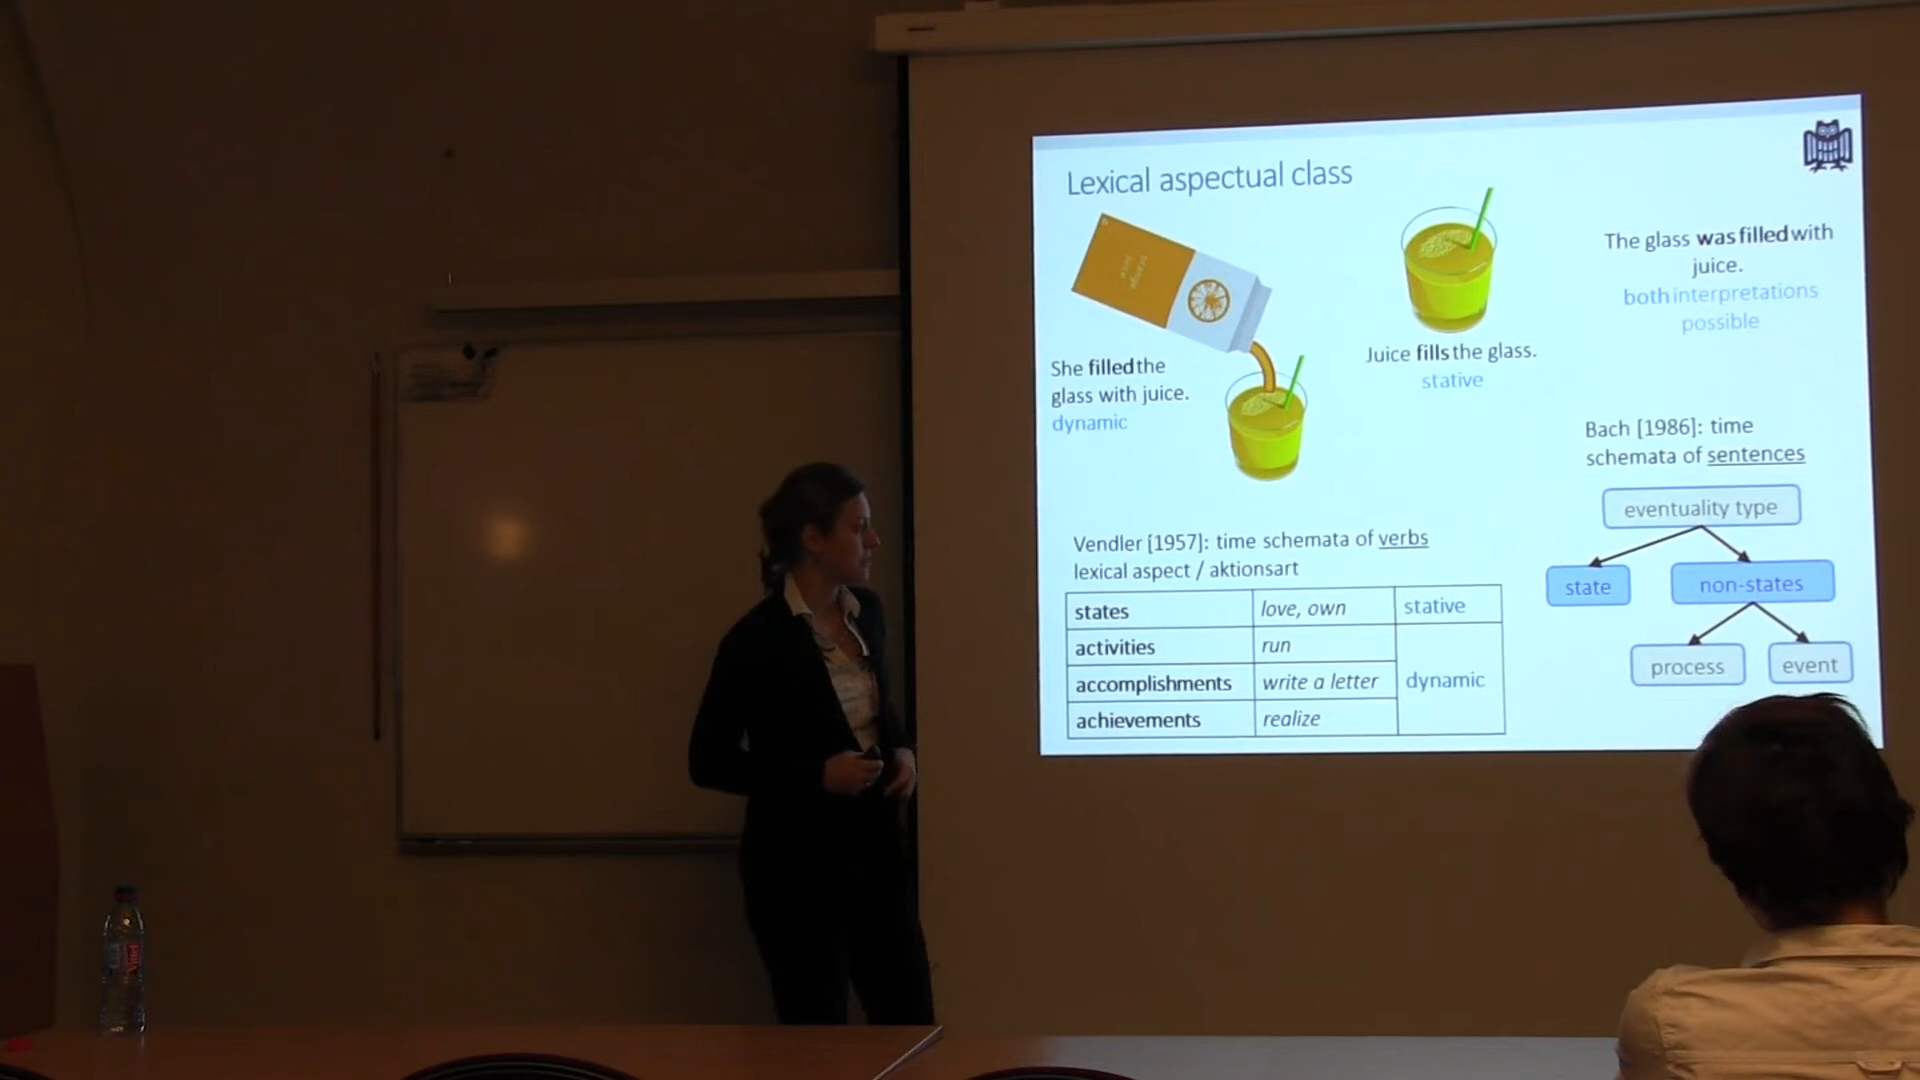 Lexical aspectual class
orange
juice
She filled the
glass with juice.
dynamic
Juice fills the glass.
stative
The glass was filled with
juice.
both interpretations
possible
Vendler [1957]: time schemata of verbs
lexical aspect / aktionsart
states love, own stative
activities run
accomplishments write a letter dynamic
achievements realize
Bach [1986]: time
schemata of sentences
eventuality type
state non-states
process event
Vittel